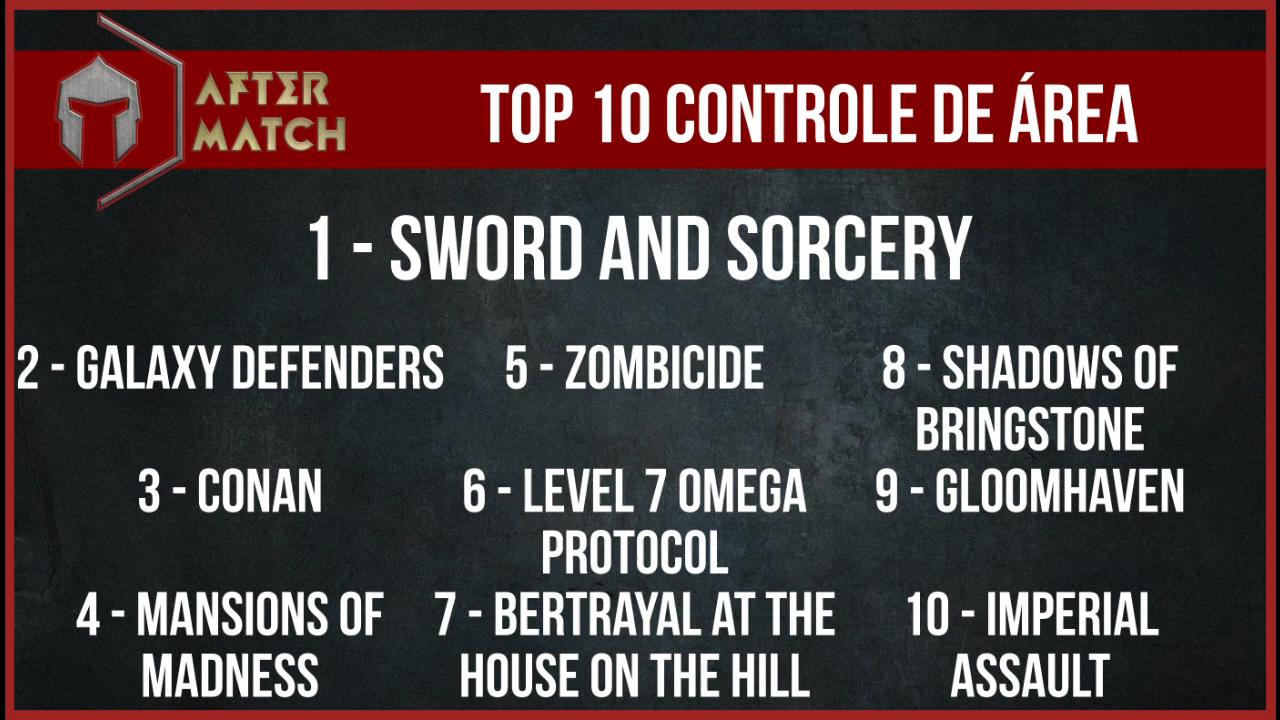 AFTER
MATCH
TOP 10 CONTROLE DE ÁREA
1 - SWORD AND SORCERY
2 - GALAXY DEFENDERS
3 - CONAN
4 - MANSIONS OF
MADNESS
5 - ZOMBICIDE
6 - LEVEL 7 OMEGA
PROTOCOL
7 - BERTRAYAL AT THE
HOUSE ON THE HILL
8 - SHADOWS OF
BRINGSTONE
9 - GLOOMHAVEN
10 - IMPERIAL
ASSAULT